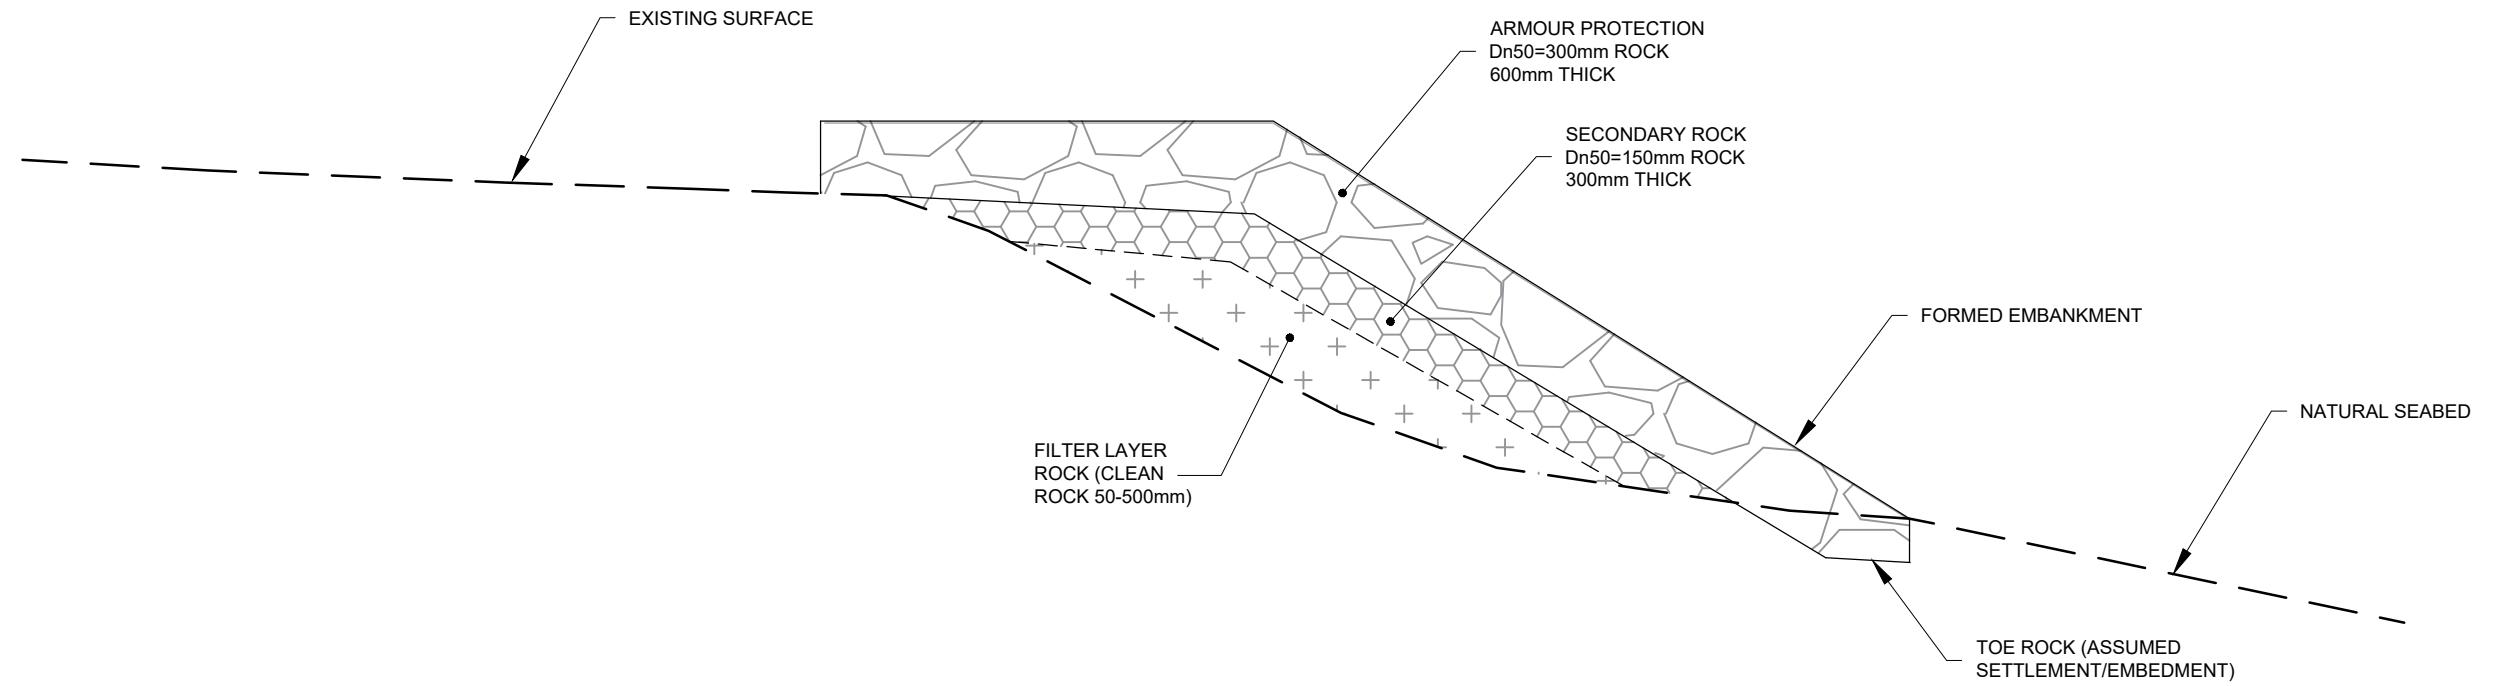 EXISTING SURFACE
ARMOUR PROTECTION
Dn50=300mm ROCK
600mm THICK
SECONDARY ROCK
Dn50=150mm ROCK
300mm THICK
FORMED EMBANKMENT
NATURAL SEABED
FILTER LAYER
ROCK (CLEAN
ROCK 50-500mm)
TOE ROCK (ASSUMED
SETTLEMENT/EMBEDMENT)